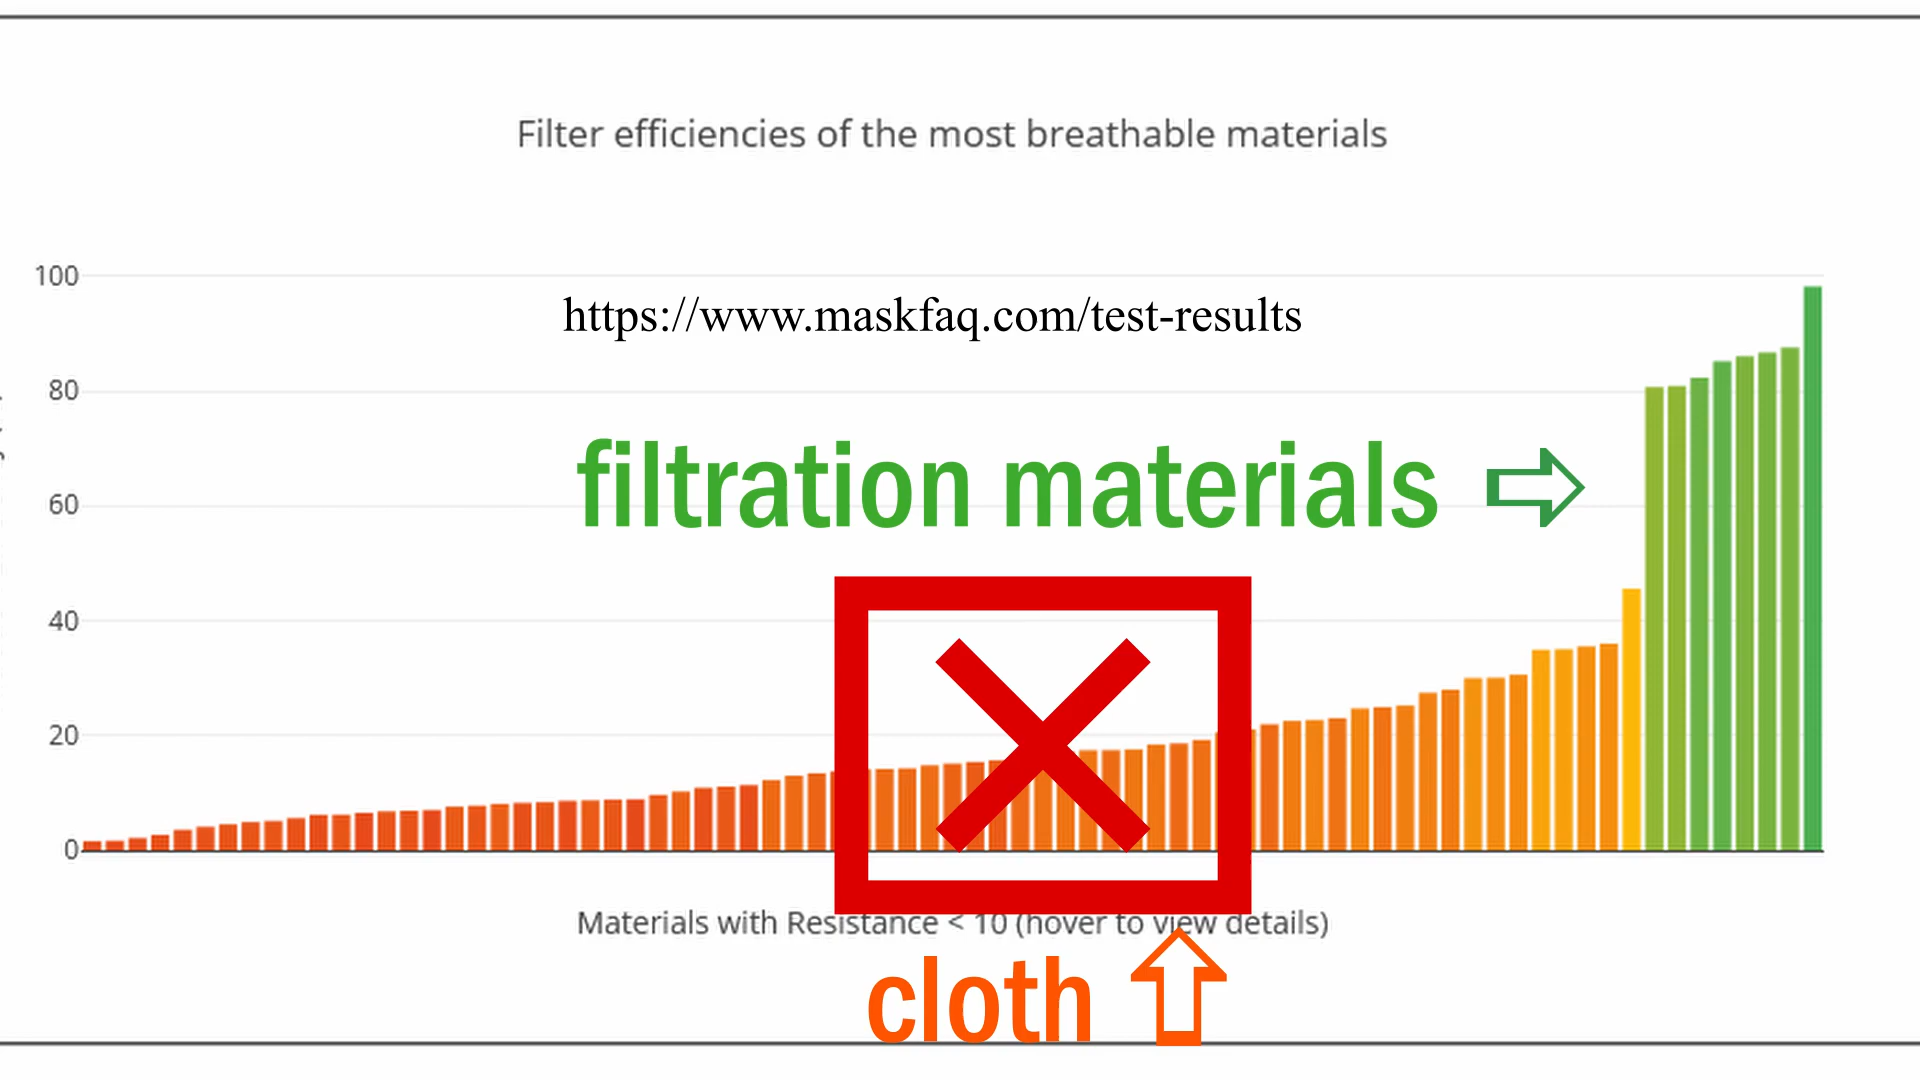 Filter efficiencies of the most breathable materials
100
https://www.maskfaq.com/test-results
80
filtration materials
60
40
20
0
Materials with Resistance < 10 (hover to view details)
cloth